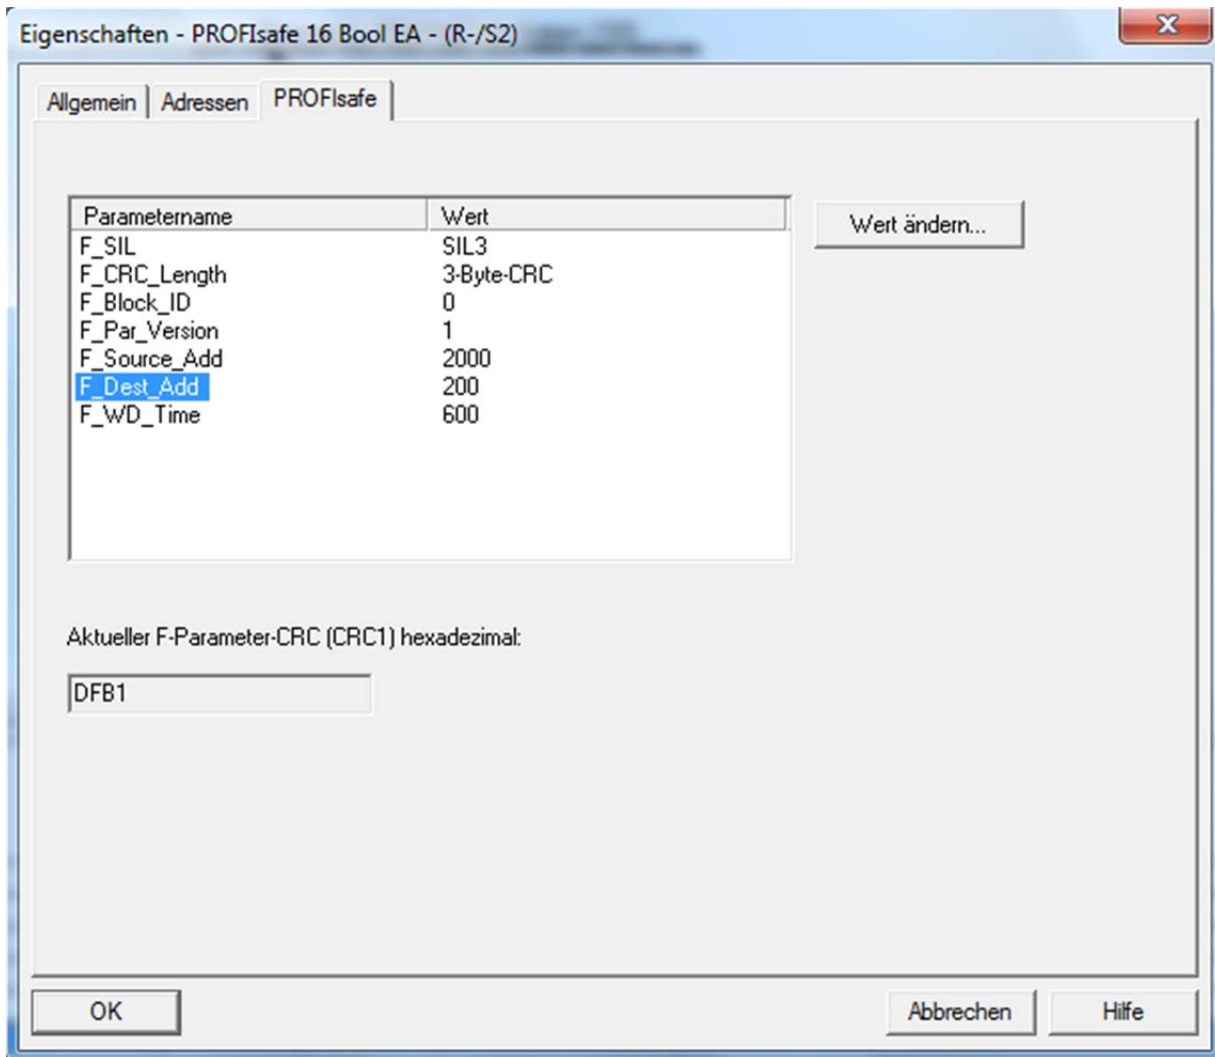 Eigenschaften - PROFIsafe 16 Bool EA - (R-/S2)
Allgemein Adressen PROFIsafe
Parametername Wert
F_SIL SIL3
F_CRC_Length 3-Byte-CRC
F_Block_ID 0
F_Par_Version 1
F_Source_Add 2000
F_Dest_Add 200
F_WD_Time 600
Wert ändern...
Aktueller F-Parameter-CRC (CRC1) hexadezimal:
DFB1
OK Abbrechen Hilfe